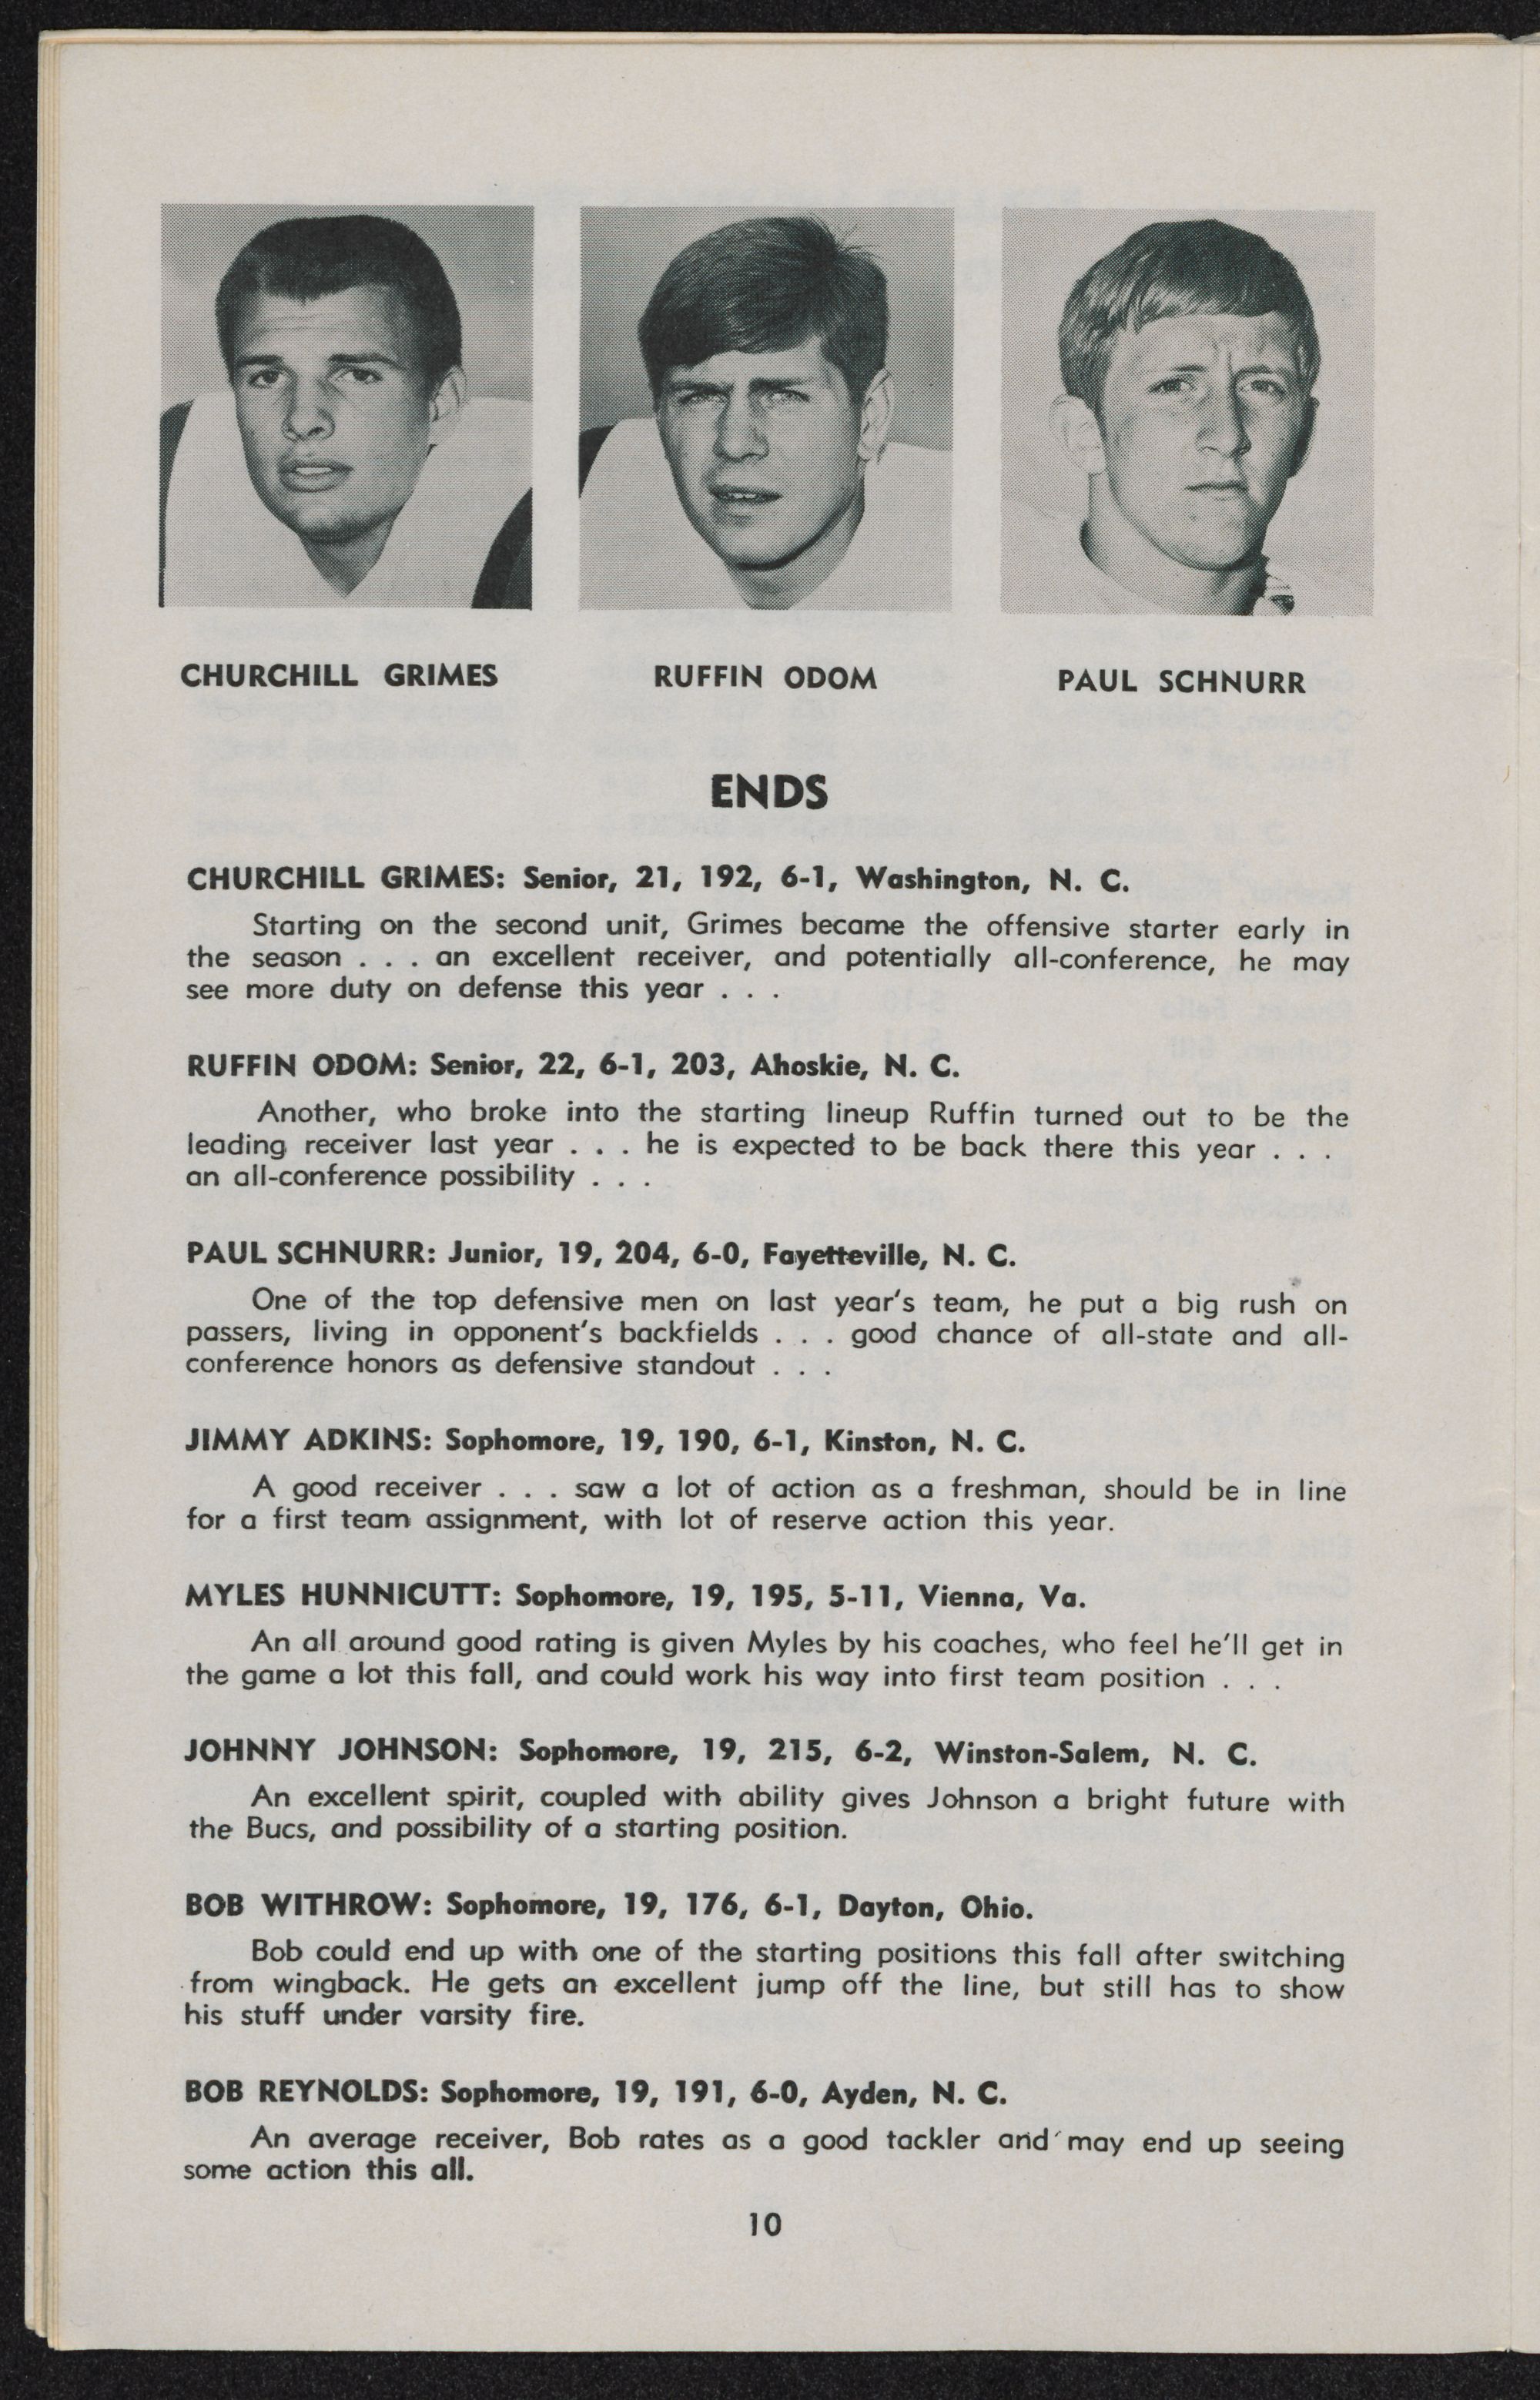 CHURCHILL GRIMES
RUFFIN ODOM
PAUL SCHNURR
ENDS
CHURCHILL GRIMES: Senior, 21, 192, 6-1, Washington, N. C.
Starting on the second unit, Grimes became the offensive starter early in
the season . . . an excellent receiver, and potentially all-conference, he may
see more duty on defense this year . . .
RUFFIN ODOM: Senior, 22, 6-1, 203, Ahoskie, N. C.
Another, who broke into the starting lineup Ruffin turned out to be the
leading receiver last year . . . he is expected to be back there this year . . .
an all-conference possibility . . .
PAUL SCHNURR: Junior, 19, 204, 6-0, Fayetteville, N. C.
One of the top defensive men on last year's team, he put a big rush on
passers, living in opponent's backfields . . . good chance of all-state and all-
conference honors as defensive standout . . .
JIMMY ADKINS: Sophomore, 19, 190, 6-1, Kinston, N. C.
A good receiver . . . saw a lot of action as a freshman, should be in line
for a first team assignment, with lot of reserve action this year.
MYLES HUNNICUTT: Sophomore, 19, 195, 5-11, Vienna, Va.
An all around good rating is given Myles by his coaches, who feel he'll get in
the game a lot this fall, and could work his way into first team position . . .
JOHNNY JOHNSON: Sophomore, 19, 215, 6-2, Winston-Salem, N. C.
An excellent spirit, coupled with ability gives Johnson a bright future with
the Bucs, and possibility of a starting position.
BOB WITHROW: Sophomore, 19, 176, 6-1, Dayton, Ohio.
Bob could end up with one of the starting positions this fall after switching
from wingback. He gets an excellent jump off the line, but still has to show
his stuff under varsity fire.
BOB REYNOLDS: Sophomore, 19, 191, 6-0, Ayden, N. C.
An average receiver, Bob rates as a good tackler and may end up seeing
some action this all.
10